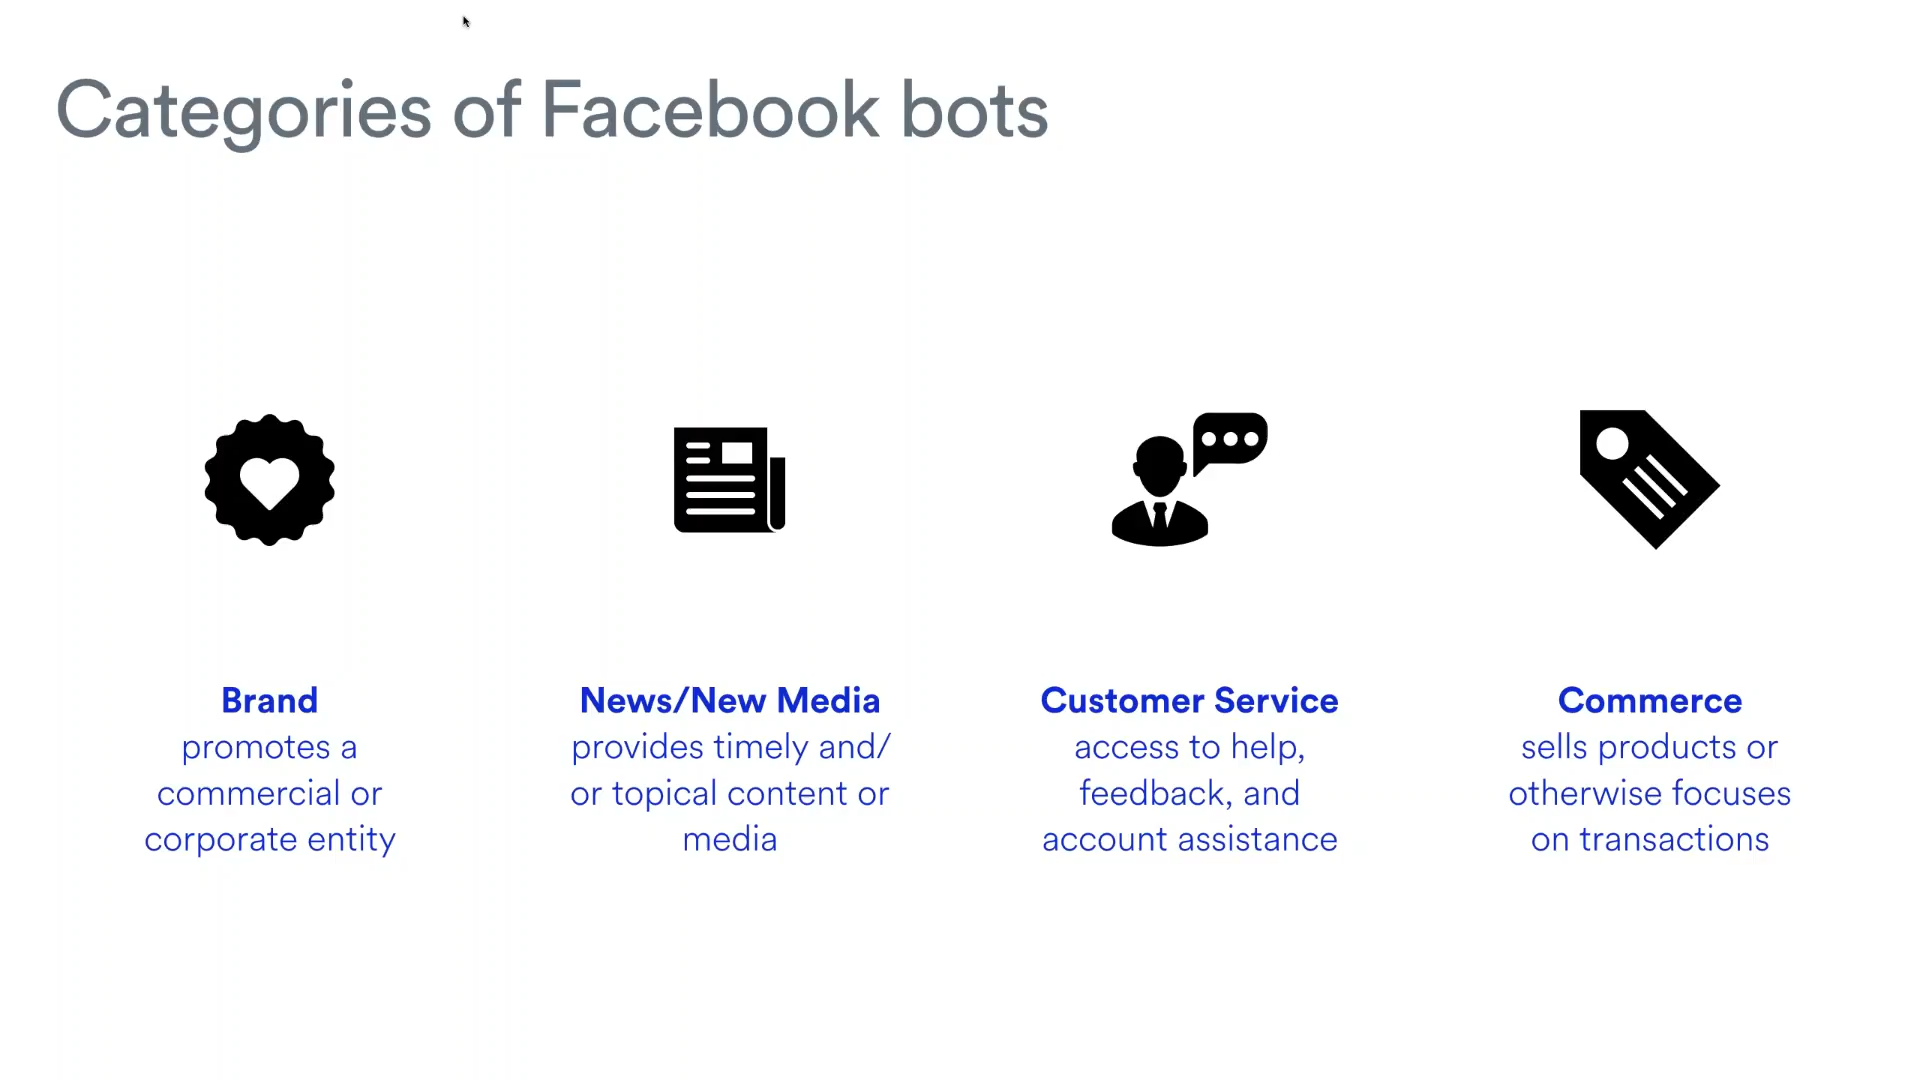 Categories of Facebook bots
Brand
promotes a
commercial or
corporate entity
News/New Media
provides timely and/
or topical content or
media
Customer Service
access to help,
feedback, and
account assistance
Commerce
sells products or
otherwise focuses
on transactions